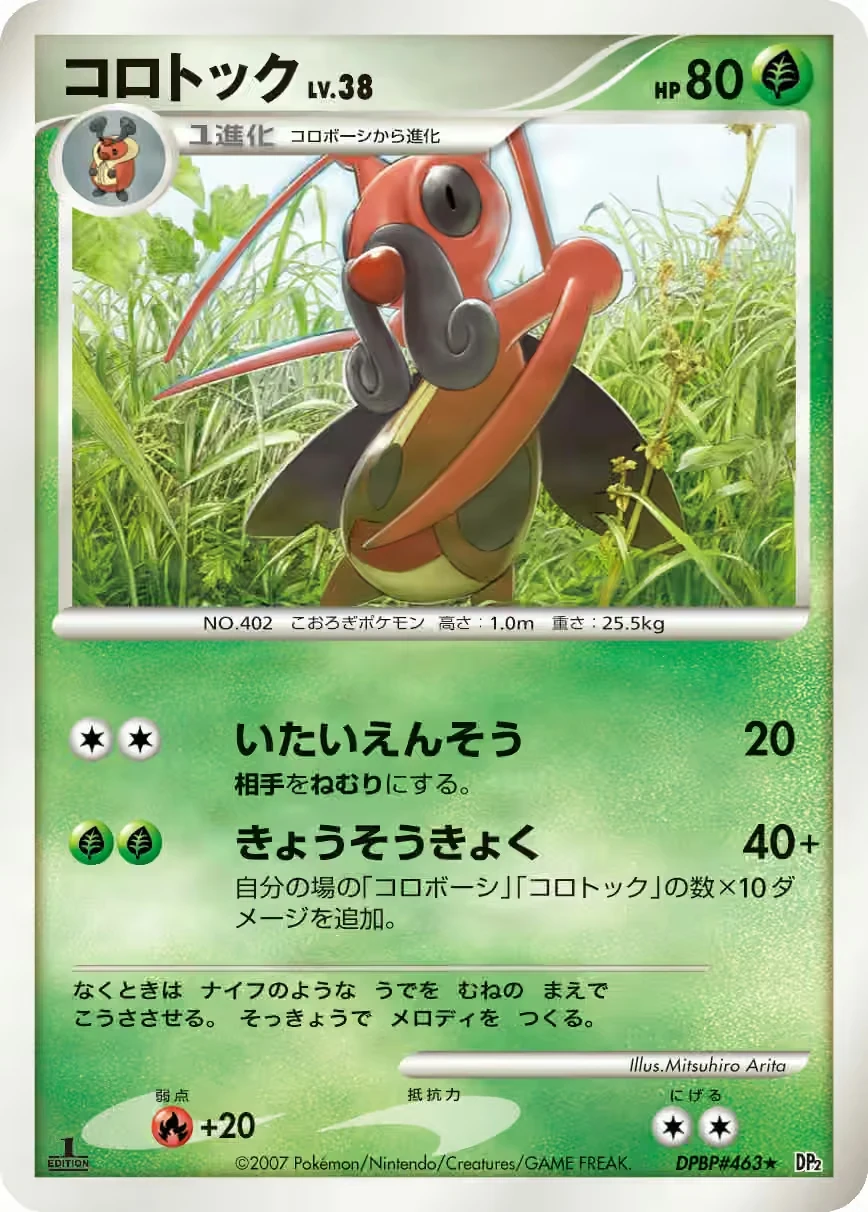 コロトック LV.38 HP80
1進化 コロボーシから進化
NO.402 こおろぎポケモン 高さ：1.0m 重さ：25.5kg
いたいえんそう 20
相手をねむりにする。
きょうそうきょく 40+
自分の場の「コロボーシ」「コロトック」の数×10ダ
メージを追加。
なくときは ナイフのような うでを むねの まえで
こうささせる。 そっきょうで メロディを つくる。
Illus.Mitsuhiro Arita
弱点 抵抗力 にげる
+20
1 EDITION
©2007 Pokémon/Nintendo/Creatures/GAME FREAK. DPBP#463★ DP2